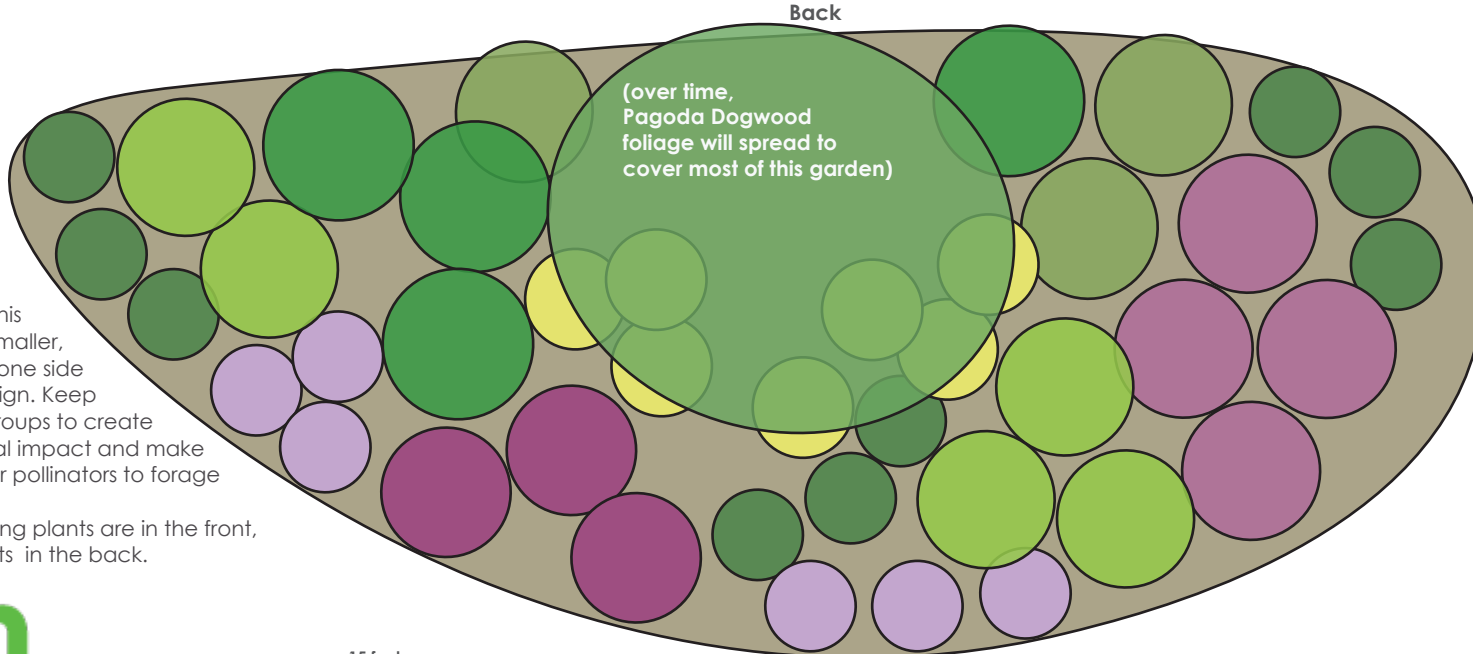 Back
(over time,
Pagoda Dogwood
foliage will spread to
cover most of this garden)
maller,
one side
ign. Keep
roups to create
al impact and make
r pollinators to forage
ng plants are in the front,
ts in the back.